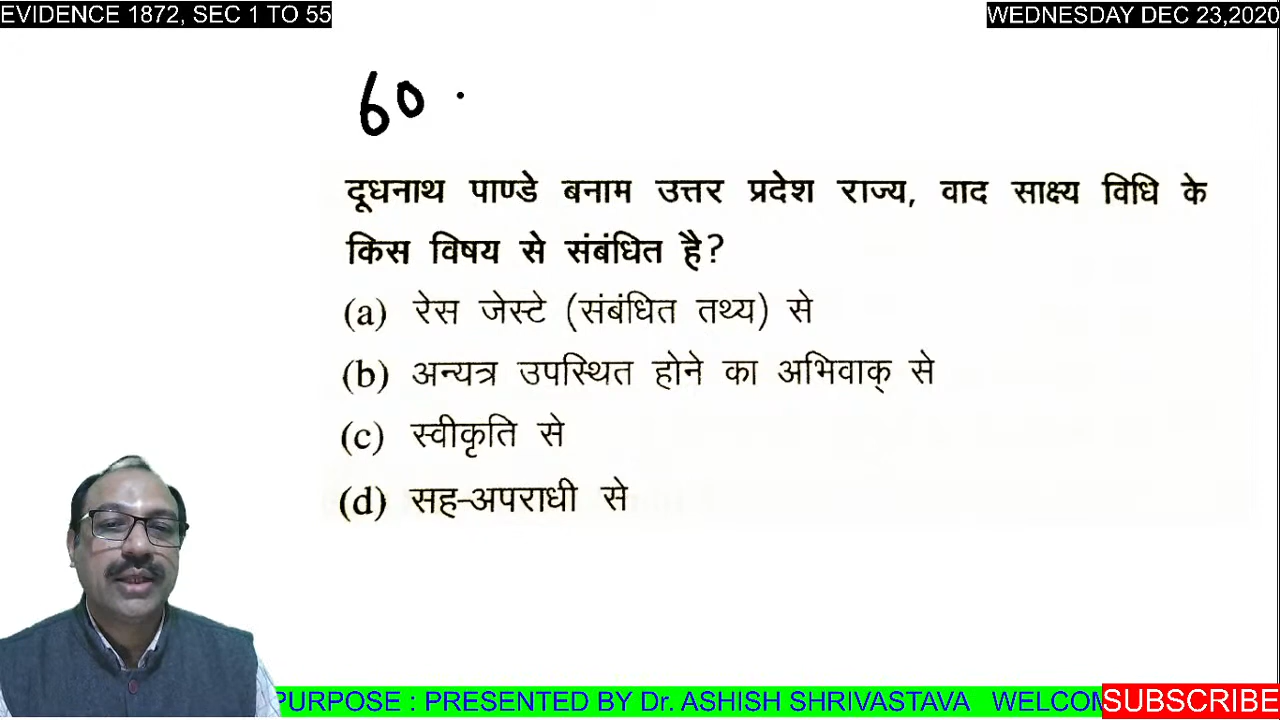 EVIDENCE 1872, SEC 1 TO 55
WEDNESDAY DEC 23,2020
60.
दूधनाथ पाण्डे बनाम उत्तर प्रदेश राज्य, वाद साक्ष्य विधि के
किस विषय से संबंधित है?
(a) रेस जेस्टे (संबंधित तथ्य) से
(b) अन्यत्र उपस्थित होने का अभिवाक् से
(c) स्वीकृति से
(d) सह-अपराधी से
PURPOSE : PRESENTED BY Dr. ASHISH SHRIVASTAVA WELCOM
SUBSCRIBE